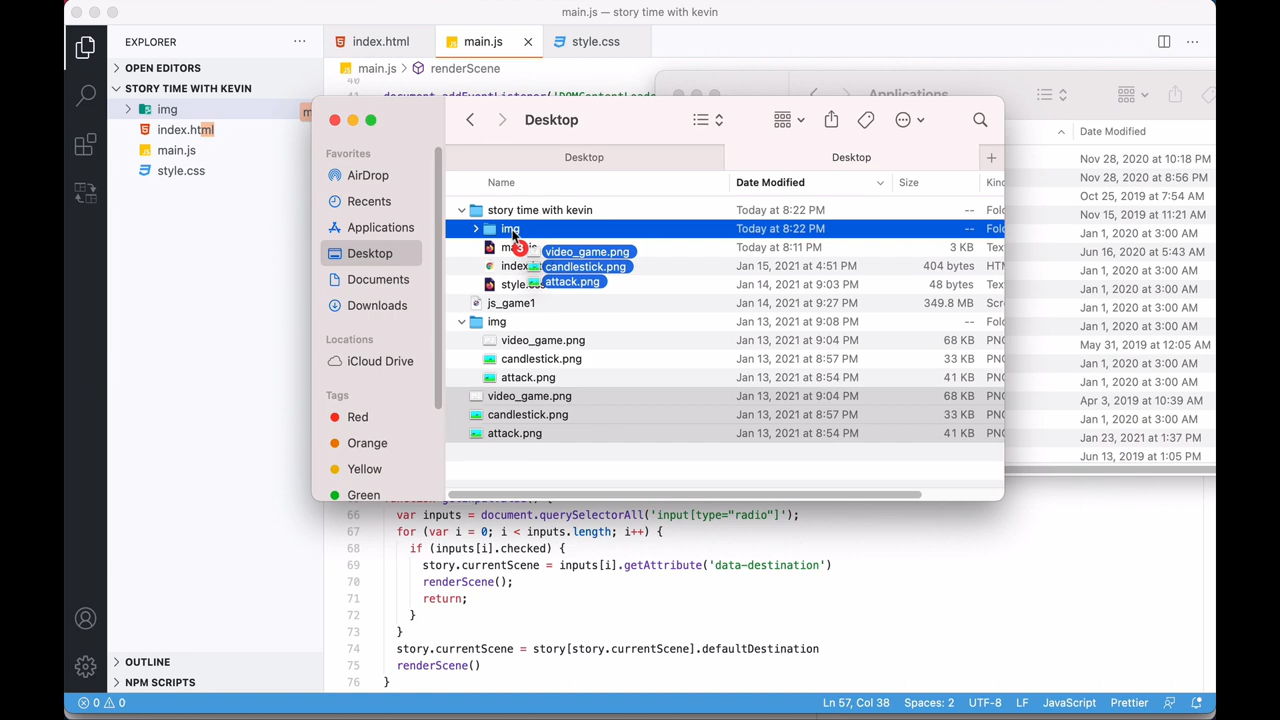 main.js — story time with kevin
EXPLORER
index.html
main.js
style.css
OPEN EDITORS
main.js
renderScene
STORY TIME WITH KEVIN
img
index.html
main.js
style.css
Applications
Date Modified
Nov 28, 2020 at 10:18 PM
Nov 28, 2020 at 8:56 PM
Oct 25, 2019 at 7:54 AM
Nov 15, 2019 at 11:21 AM
Jan 1, 2020 at 3:00 AM
Jun 16, 2020 at 5:43 AM
Jan 1, 2020 at 3:00 AM
Jan 1, 2020 at 3:00 AM
Jan 1, 2020 at 3:00 AM
Jan 1, 2020 at 3:00 AM
May 31, 2019 at 12:05 AM
Jan 1, 2020 at 3:00 AM
Jan 1, 2020 at 3:00 AM
Apr 3, 2019 at 10:39 AM
Jan 1, 2020 at 3:00 AM
Jan 23, 2021 at 1:37 PM
Jun 13, 2019 at 1:05 PM
Desktop
Desktop
Desktop
Favorites
AirDrop
Recents
Applications
Desktop
Documents
Downloads
Locations
iCloud Drive
Tags
Red
Orange
Yellow
Green
Name Date Modified Size
story time with kevin Today at 8:22 PM --
img Today at 8:22 PM --
Today at 8:11 PM 3 KB
Jan 15, 2021 at 4:51 PM 404 bytes
Jan 14, 2021 at 9:03 PM 48 bytes
js_game1 Jan 14, 2021 at 9:27 PM 349.8 MB
img Jan 13, 2021 at 9:08 PM --
video_game.png Jan 13, 2021 at 9:04 PM 68 KB
candlestick.png Jan 13, 2021 at 8:57 PM 33 KB
attack.png Jan 13, 2021 at 8:54 PM 41 KB
video_game.png Jan 13, 2021 at 9:04 PM 68 KB
candlestick.png Jan 13, 2021 at 8:57 PM 33 KB
attack.png Jan 13, 2021 at 8:54 PM 41 KB
3
video_game.png
candlestick.png
attack.png
66 var inputs = document.querySelectorAll('input[type="radio"]');
67 for (var i = 0; i < inputs.length; i++) {
68 if (inputs[i].checked) {
69 story.currentScene = inputs[i].getAttribute('data-destination')
70 renderScene();
71 return;
72 }
73 }
74 story.currentScene = story[story.currentScene].defaultDestination
75 renderScene()
76 }
OUTLINE
NPM SCRIPTS
0 0
Ln 57, Col 38 Spaces: 2 UTF-8 LF JavaScript Prettier